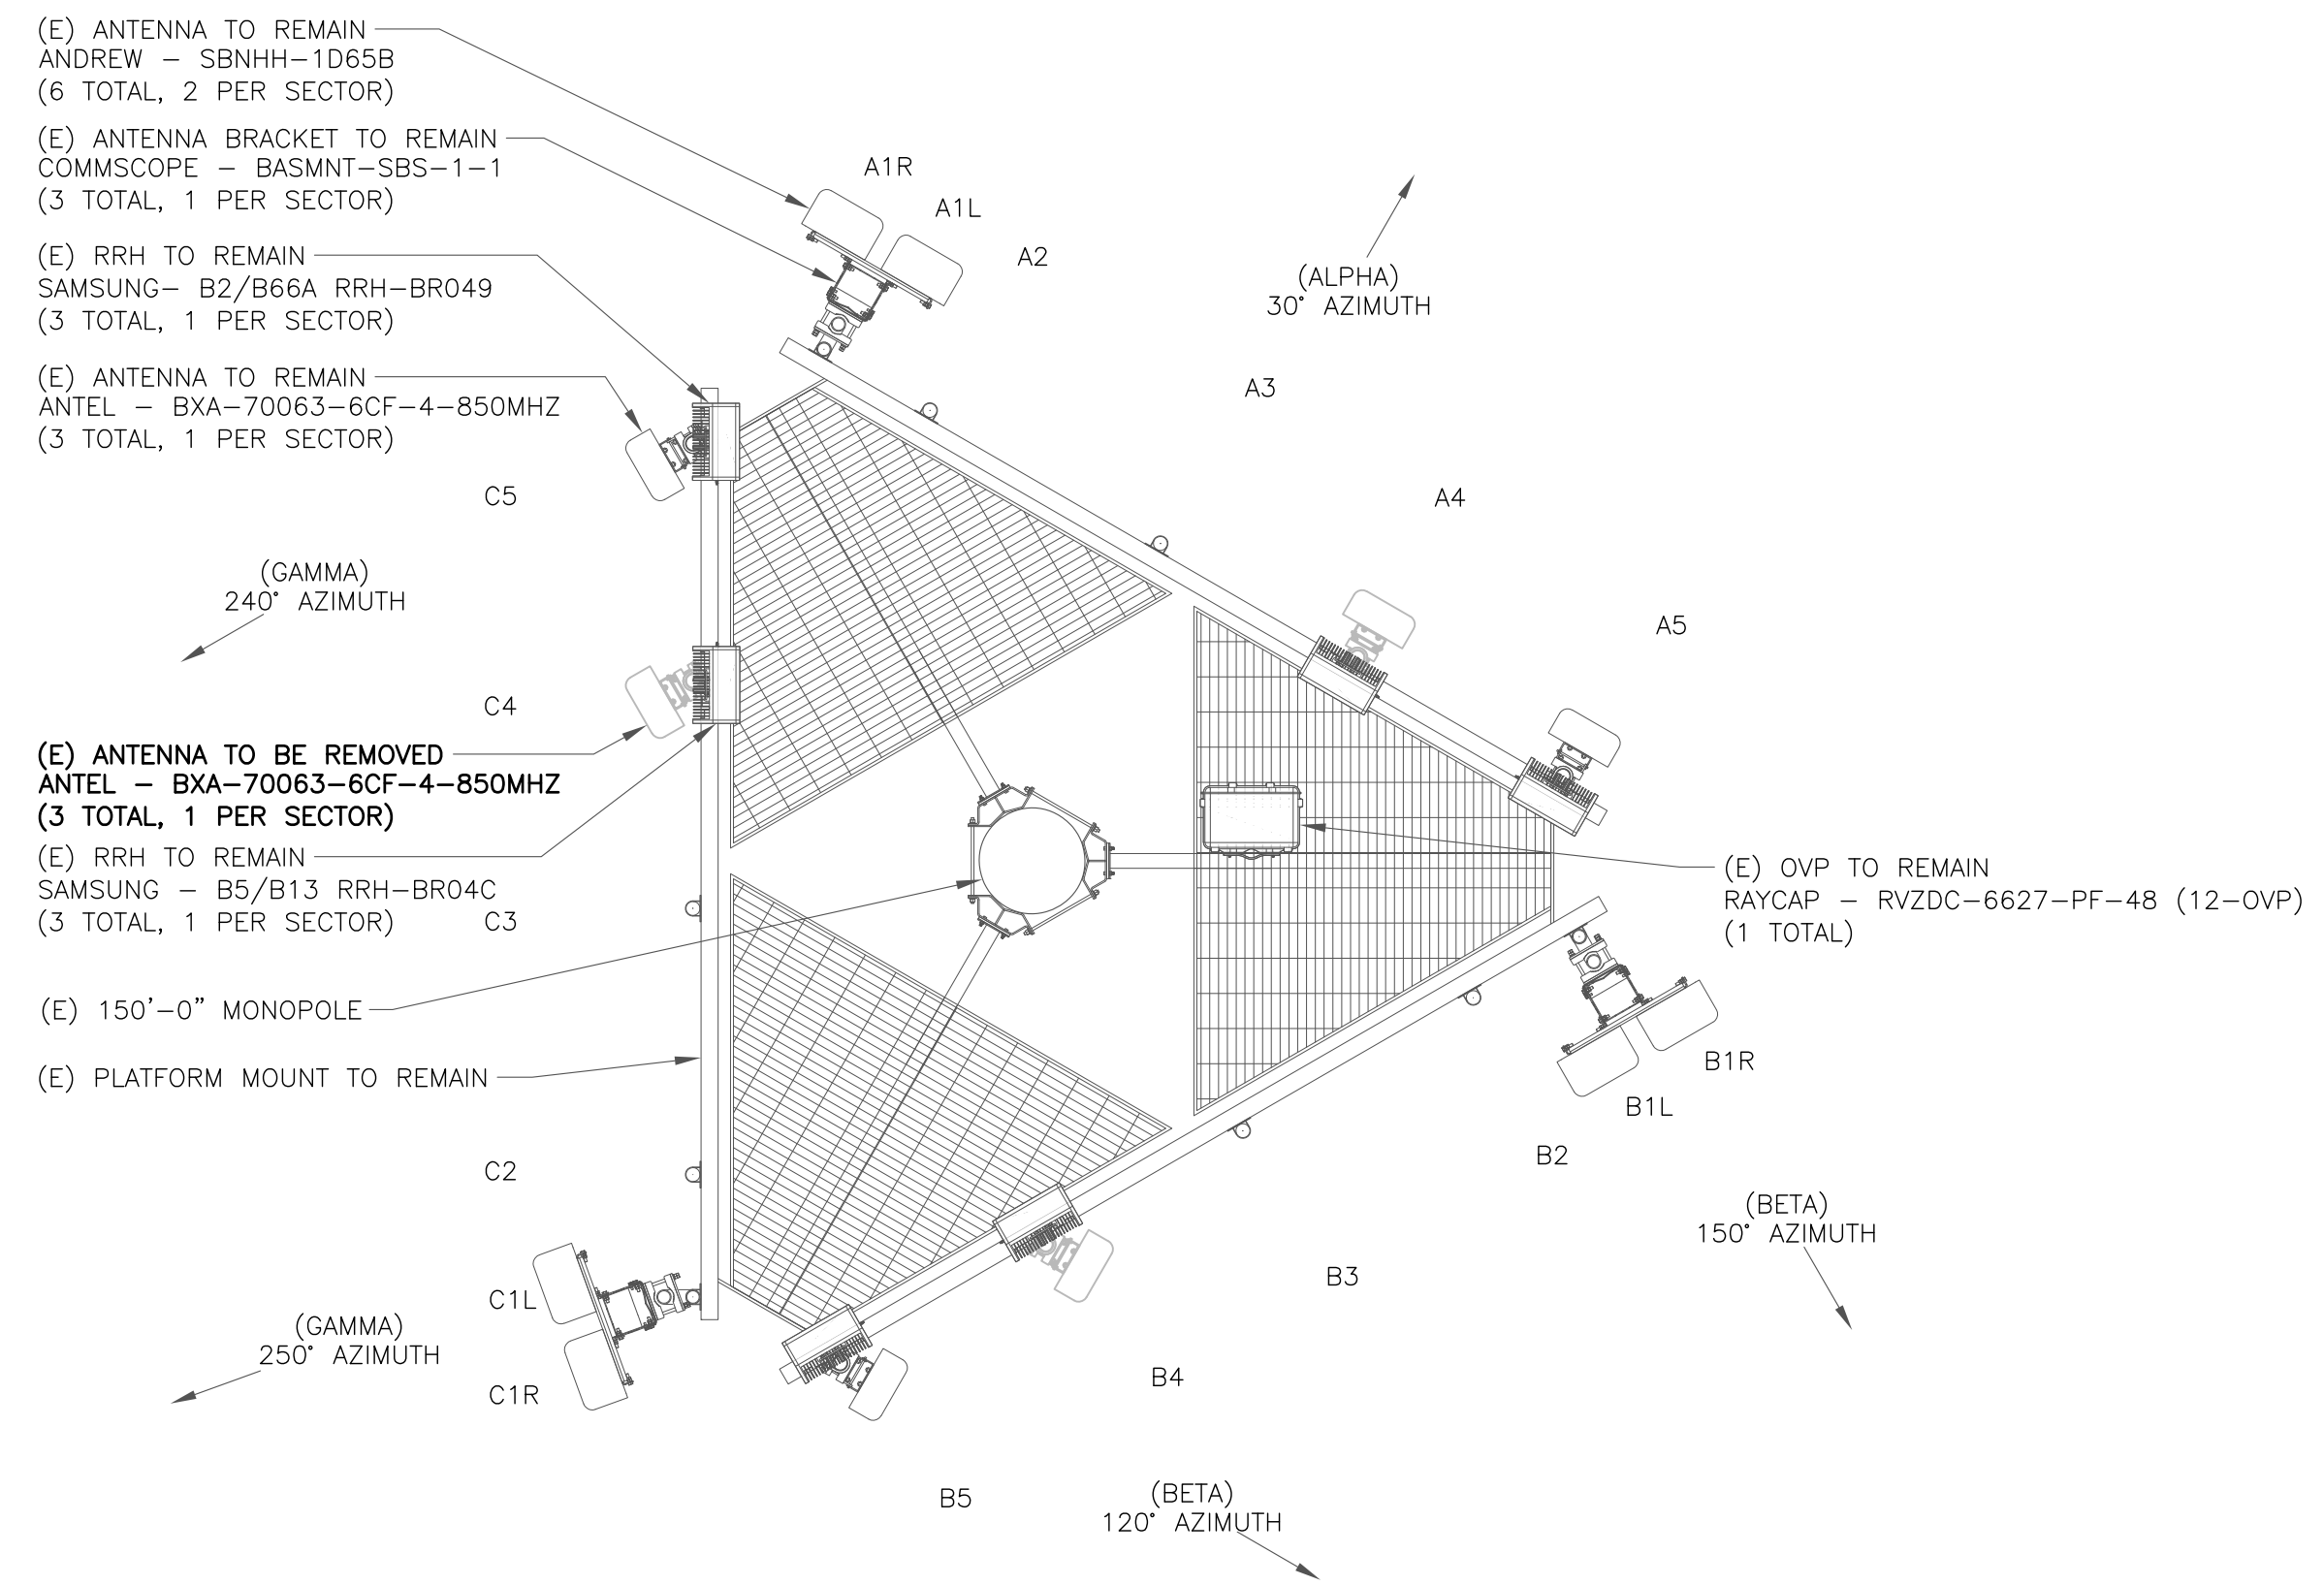 (E) ANTENNA TO REMAIN
ANDREW – SBNHH–1D65B
(6 TOTAL, 2 PER SECTOR)
(E) ANTENNA BRACKET TO REMAIN
COMMSCOPE – BASMNT–SBS–1–1
(3 TOTAL, 1 PER SECTOR)
(E) RRH TO REMAIN
SAMSUNG– B2/B66A RRH–BR049
(3 TOTAL, 1 PER SECTOR)
(E) ANTENNA TO REMAIN
ANTEL – BXA–70063–6CF–4–850MHZ
(3 TOTAL, 1 PER SECTOR)
A1R
A1L
A2
(ALPHA)
30° AZIMUTH
A3
A4
A5
C5
(GAMMA)
240° AZIMUTH
C4
(E) ANTENNA TO BE REMOVED
ANTEL – BXA–70063–6CF–4–850MHZ
(3 TOTAL, 1 PER SECTOR)
(E) RRH TO REMAIN
SAMSUNG – B5/B13 RRH–BR04C
(3 TOTAL, 1 PER SECTOR)
C3
(E) OVP TO REMAIN
RAYCAP – RVZDC–6627–PF–48 (12–OVP)
(1 TOTAL)
(E) 150'–0" MONOPOLE
(E) PLATFORM MOUNT TO REMAIN
B1R
B1L
B2
C2
(BETA)
150° AZIMUTH
B3
C1L
(GAMMA)
250° AZIMUTH
C1R
B4
B5
(BETA)
120° AZIMUTH